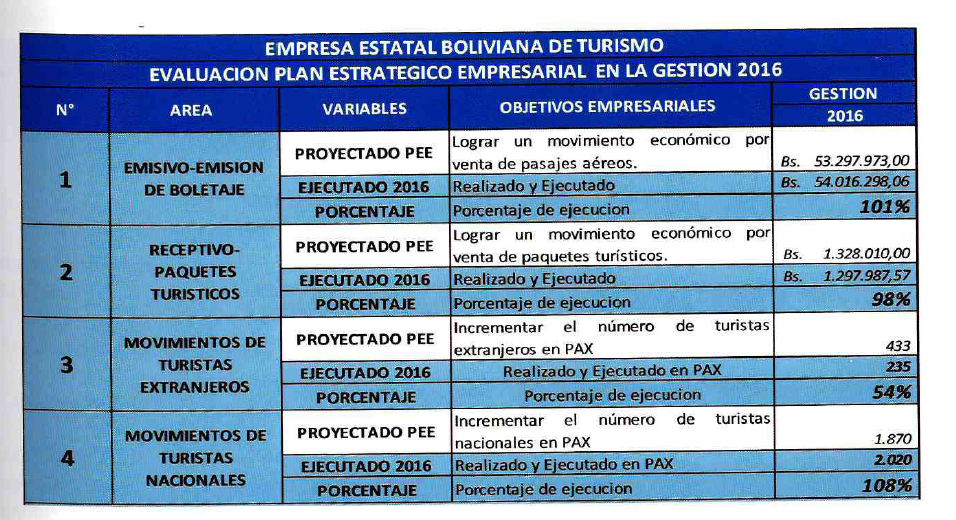 EMPRESA ESTATAL BOLIVIANA DE TURISMO
EVALUACION PLAN ESTRATEGICO EMPRESARIAL EN LA GESTION 2016
N° AREA VARIABLES OBJETIVOS EMPRESARIALES GESTION
2016
1 EMISIVO-EMISION
DE BOLETAJE
PROYECTADO PEE Lograr un movimiento económico por
venta de pasajes aéreos. Bs. 53.297.973,00
EJECUTADO 2016 Realizado y Ejecutado Bs. 54.016.298,06
PORCENTAJE Porcentaje de ejecucion 101%
2 RECEPTIVO-
PAQUETES
TURISTICOS
PROYECTADO PEE Lograr un movimiento económico por
venta de paquetes turísticos. Bs. 1.328.010,00
EJECUTADO 2016 Realizado y Ejecutado Bs. 1.297.987,57
PORCENTAJE Porcentaje de ejecucion 98%
3 MOVIMIENTOS DE
TURISTAS
EXTRANJEROS
PROYECTADO PEE Incrementar el número de turistas
extranjeros en PAX 433
EJECUTADO 2016 Realizado y Ejecutado en PAX 235
PORCENTAJE Porcentaje de ejecucion 54%
4 MOVIMIENTOS DE
TURISTAS
NACIONALES
PROYECTADO PEE Incrementar el número de turistas
nacionales en PAX 1.870
EJECUTADO 2016 Realizado y Ejecutado en PAX 2.020
PORCENTAJE Porcentaje de ejecucion 108%